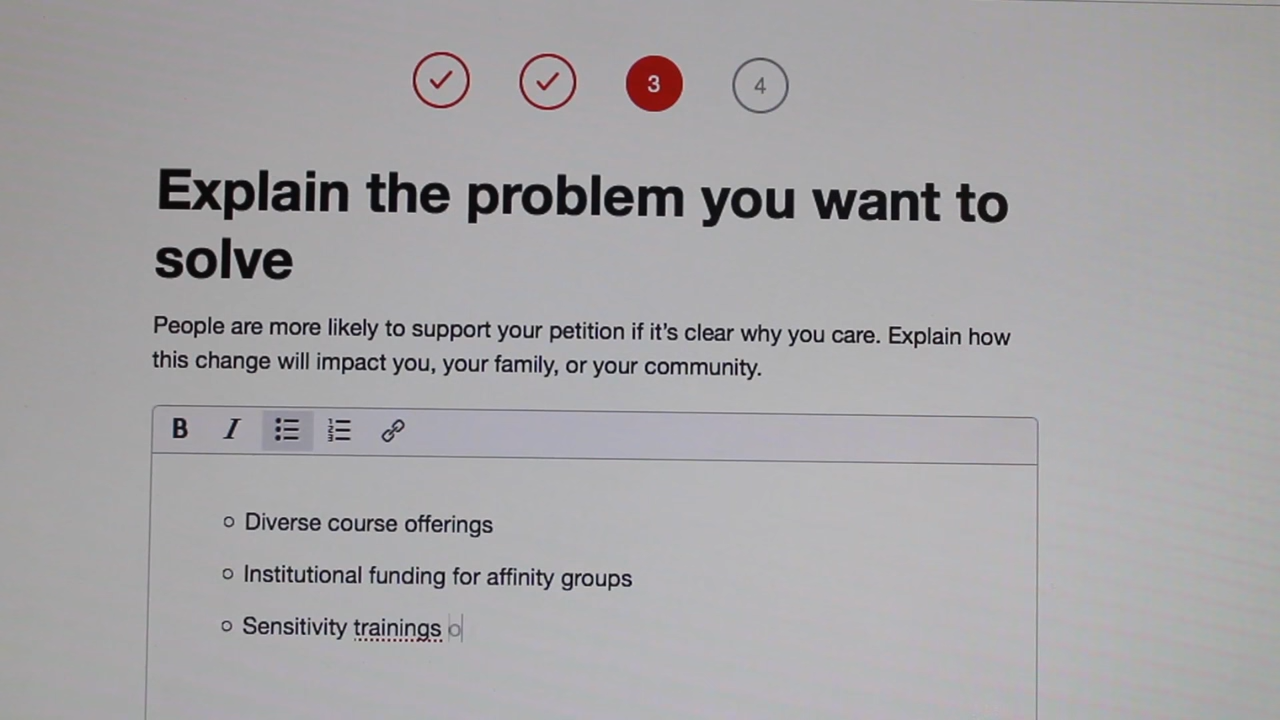 3
4
Explain the problem you want to
solve
People are more likely to support your petition if it's clear why you care. Explain how
this change will impact you, your family, or your community.
B I
Diverse course offerings
Institutional funding for affinity groups
Sensitivity trainings o